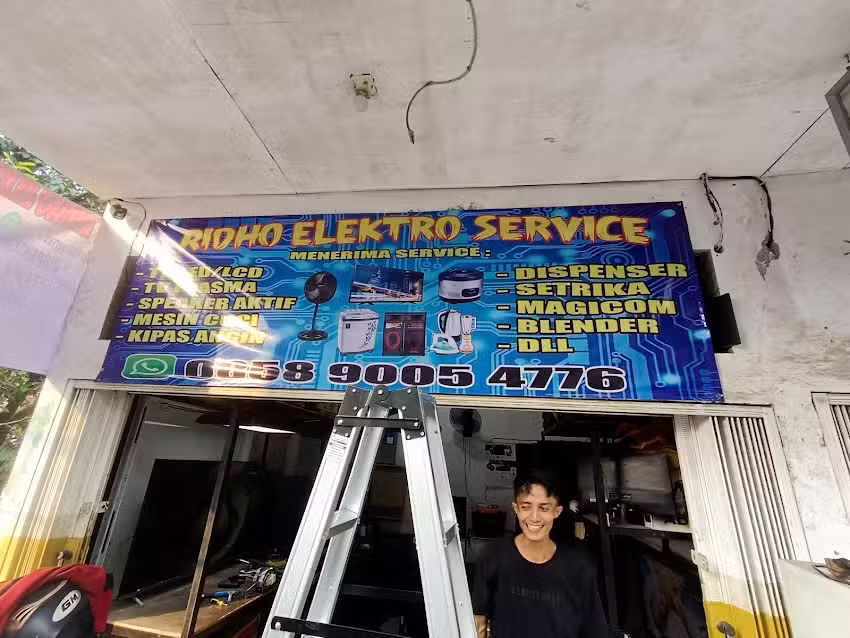 RIDHO ELEKTRO SERVICE
MENERIMA SERVICE :
- TV LED/LCD
- TV PLASMA
- SPEAKER AKTIF
- MESIN CUCI
- KIPAS ANGIN
- DISPENSER
- SETRIKA
- MAGICOM
- BLENDER
- DLL
0858 9005 4776
GM